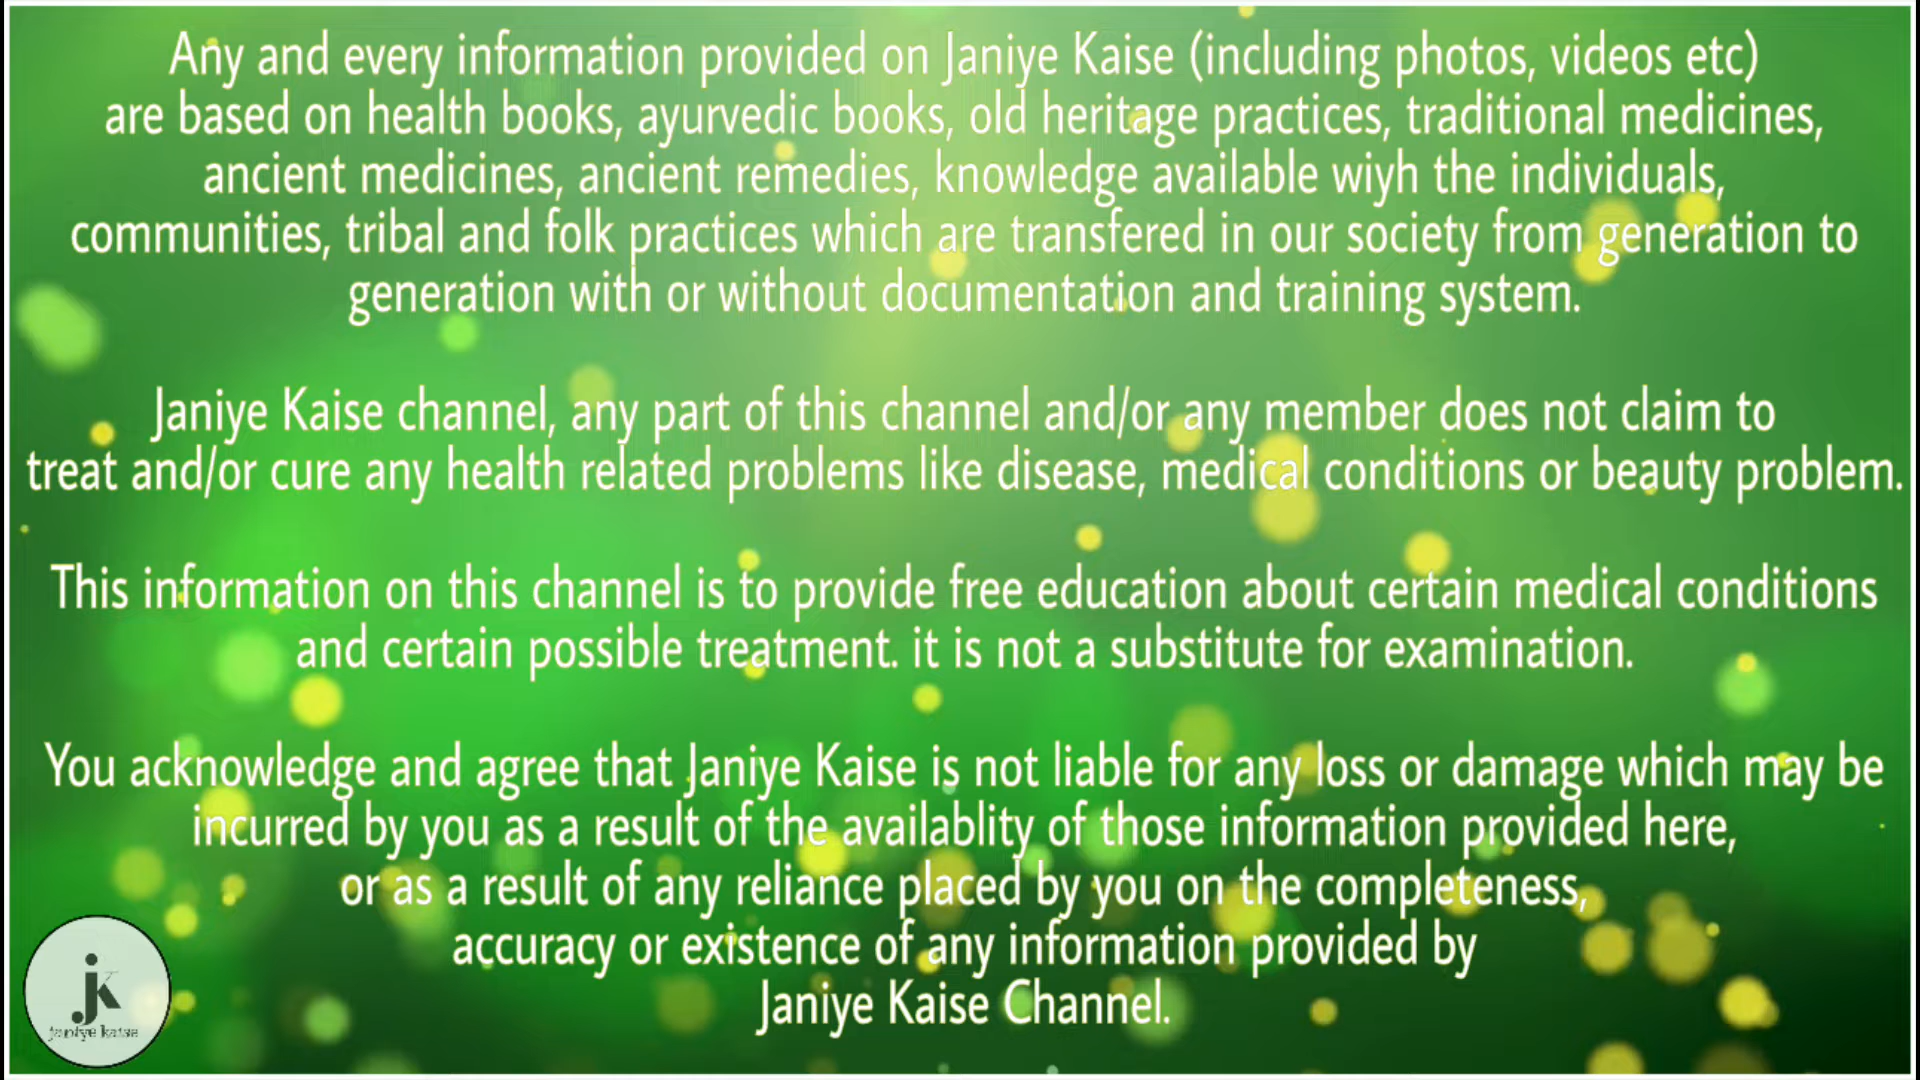 Any and every information provided on Janiye Kaise (including photos, videos etc)
are based on health books, ayurvedic books, old heritage practices, traditional medicines,
ancient medicines, ancient remedies, knowledge available wiyh the individuals,
communities, tribal and folk practices which are transfered in our society from generation to
generation with or without documentation and training system.
Janiye Kaise channel, any part of this channel and/or any member does not claim to
treat and/or cure any health related problems like disease, medical conditions or beauty problem.
This information on this channel is to provide free education about certain medical conditions
and certain possible treatment. it is not a substitute for examination.
You acknowledge and agree that Janiye Kaise is not liable for any loss or damage which may be
incurred by you as a result of the availablity of those information provided here,
or as a result of any reliance placed by you on the completeness,
accuracy or existence of any information provided by
Janiye Kaise Channel.
jk
janiye kaise